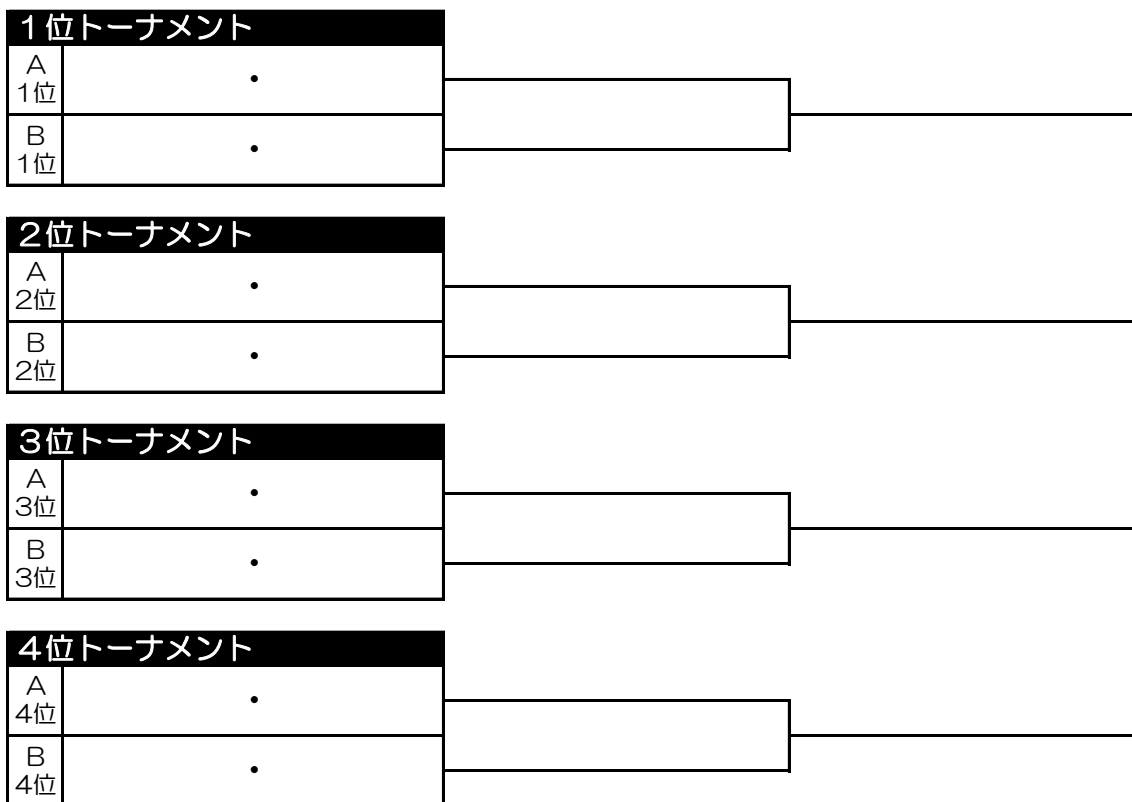 １位トーナメント
A
1位
・
B
1位
・
２位トーナメント
A
2位
・
B
2位
・
３位トーナメント
A
3位
・
B
3位
・
４位トーナメント
A
4位
・
B
4位
・